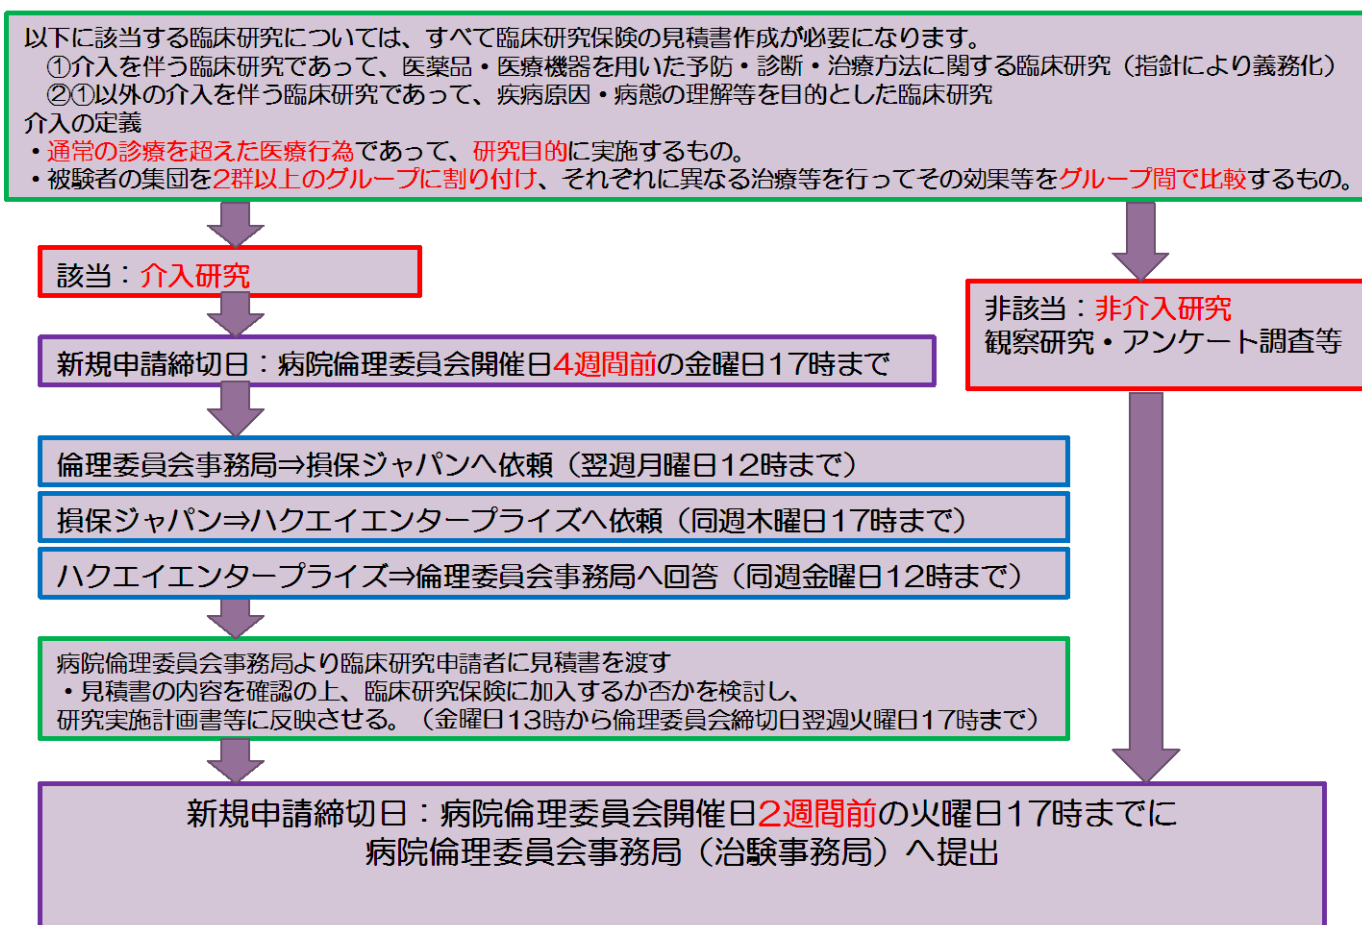 以下に該当する臨床研究については、すべて臨床研究保険の見積書作成が必要になります。
①介入を伴う臨床研究であって、医薬品・医療機器を用いた予防・診断・治療方法に関する臨床研究（指針により義務化）
②①以外の介入を伴う臨床研究であって、疾病原因・病態の理解等を目的とした臨床研究
介入の定義
・通常の診療を超えた医療行為であって、研究目的に実施するもの。
・被験者の集団を2群以上のグループに割り付け、それぞれに異なる治療等を行ってその効果等をグループ間で比較するもの。
該当：介入研究
非該当：非介入研究
観察研究・アンケート調査等
新規申請締切日：病院倫理委員会開催日4週間前の金曜日17時まで
倫理委員会事務局⇒損保ジャパンへ依頼（翌週月曜日12時まで）
損保ジャパン⇒ハクエイエンタープライズへ依頼（同週木曜日17時まで）
ハクエイエンタープライズ⇒倫理委員会事務局へ回答（同週金曜日12時まで）
病院倫理委員会事務局より臨床研究申請者に見積書を渡す
・見積書の内容を確認の上、臨床研究保険に加入するか否かを検討し、
研究実施計画書等に反映させる。（金曜日13時から倫理委員会締切日翌週火曜日17時まで）
新規申請締切日：病院倫理委員会開催日2週間前の火曜日17時までに
病院倫理委員会事務局（治験事務局）へ提出